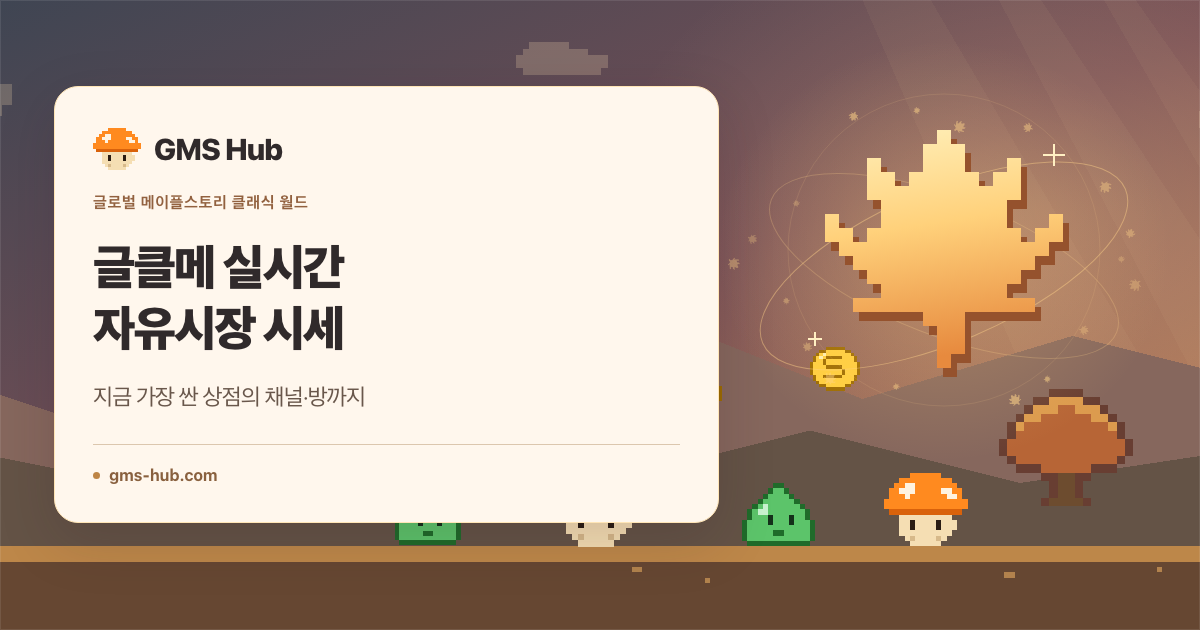 GMS Hub
글로벌 메이플스토리 클래식 월드
글클메 실시간
자유시장 시세
지금 가장 싼 상점의 채널·방까지
gms-hub.com